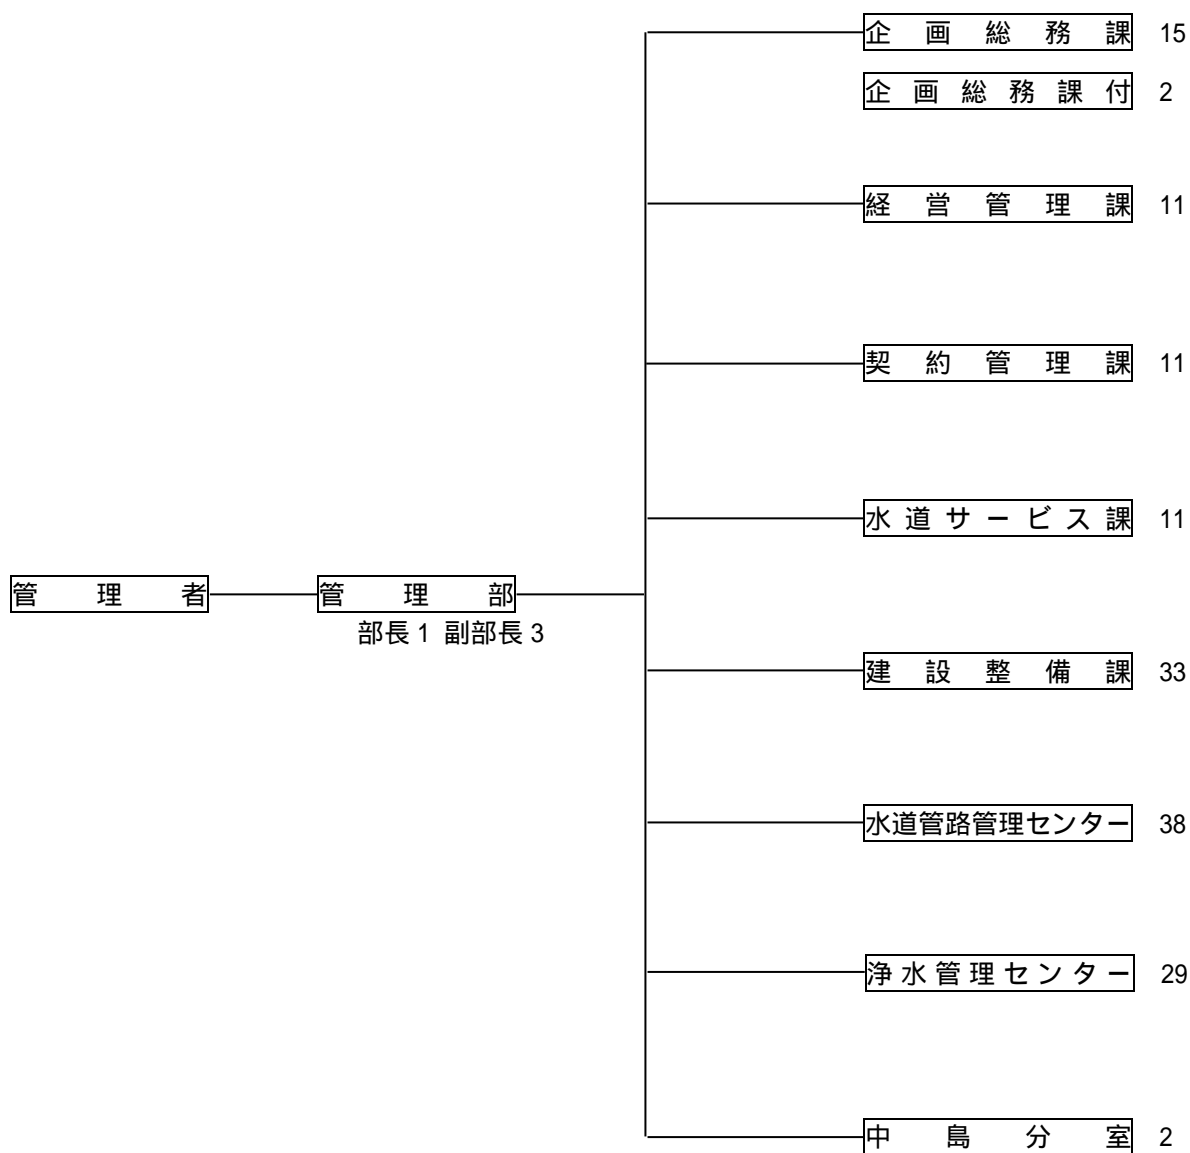 企画総務課 15
企画総務課付 2
経営管理課 11
契約管理課 11
水道サービス課 11
管理者 管理部
部長 1 副部長 3
建設整備課 33
水道管路管理センター 38
浄水管理センター 29
中島分室 2